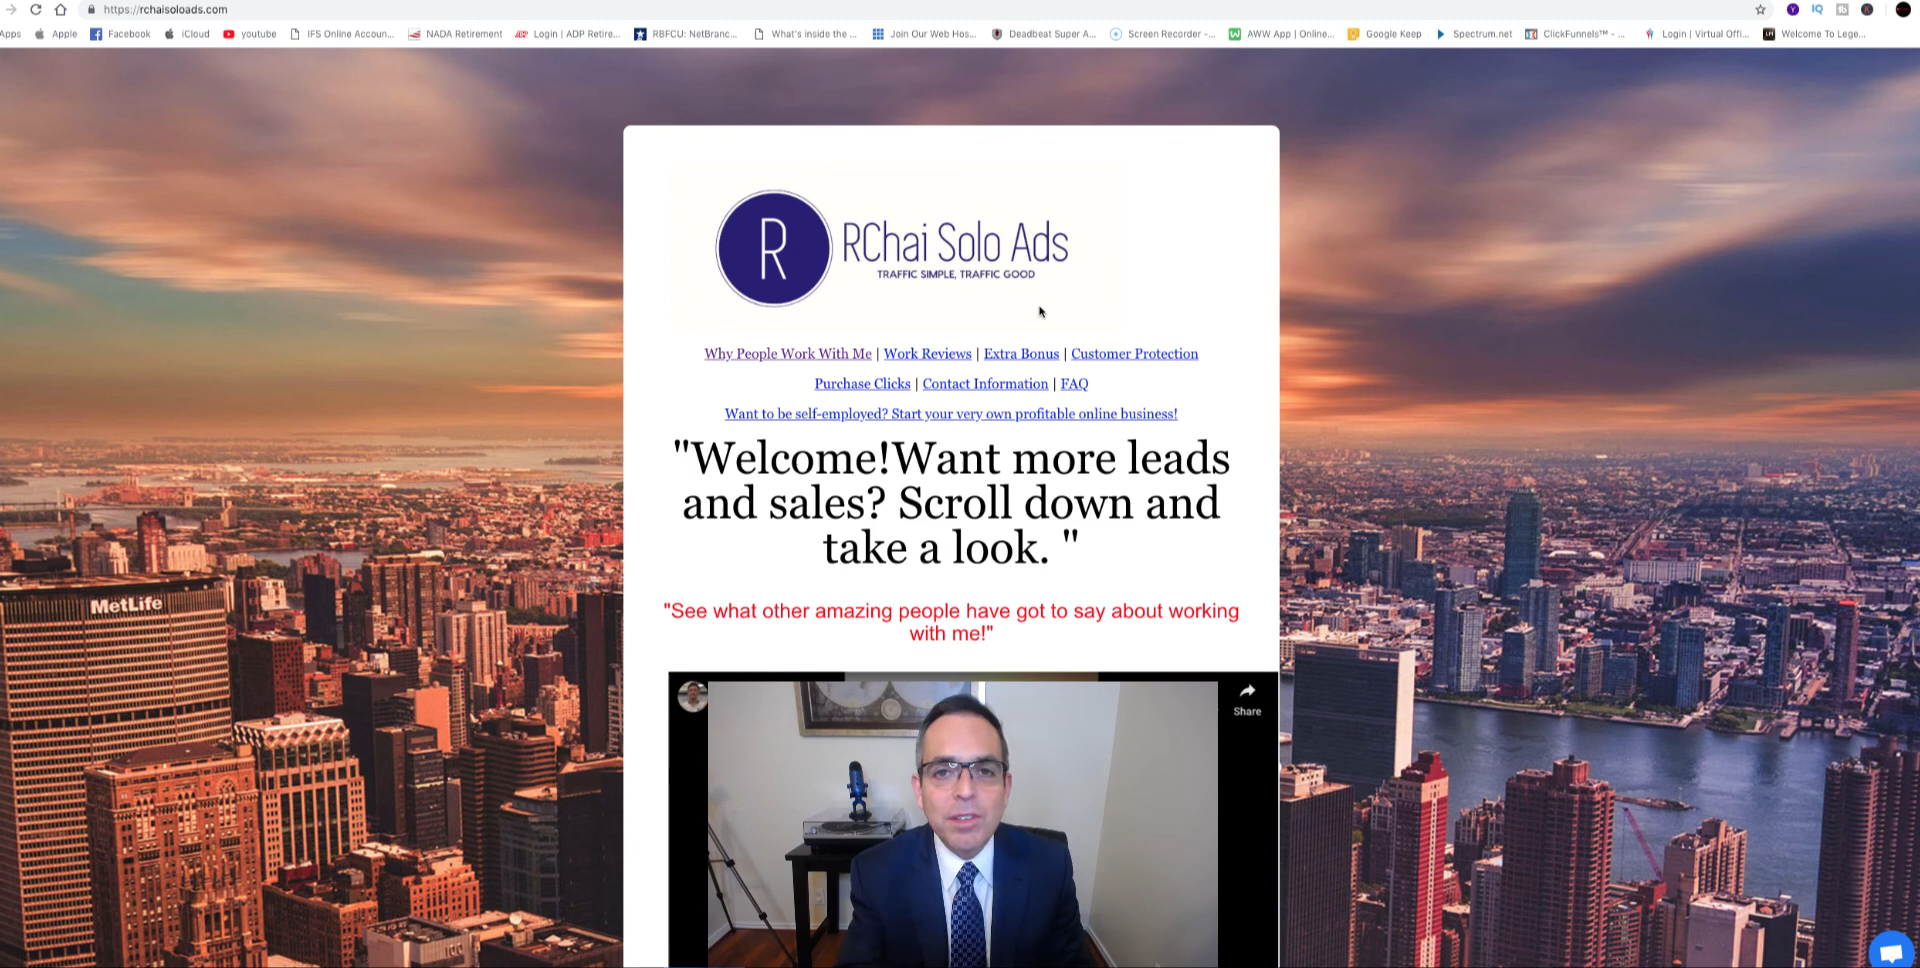 https://rchaisoloads.com
Apps Apple Facebook iCloud youtube IFS Online Accoun... NADA Retirement Login | ADP Retire... RBFCU: NetBranc... What's inside the ... Join Our Web Hos... Deadbeat Super A... Screen Recorder -... AWW App | Online... Google Keep Spectrum.net ClickFunnels™ - ... Login | Virtual Offi... Welcome To Lege...
R
RChai Solo Ads
TRAFFIC SIMPLE, TRAFFIC GOOD
Why People Work With Me | Work Reviews | Extra Bonus | Customer Protection
Purchase Clicks | Contact Information | FAQ
Want to be self-employed? Start your very own profitable online business!
"Welcome!Want more leads
and sales? Scroll down and
take a look. "
"See what other amazing people have got to say about working
with me!"
MetLife
Share